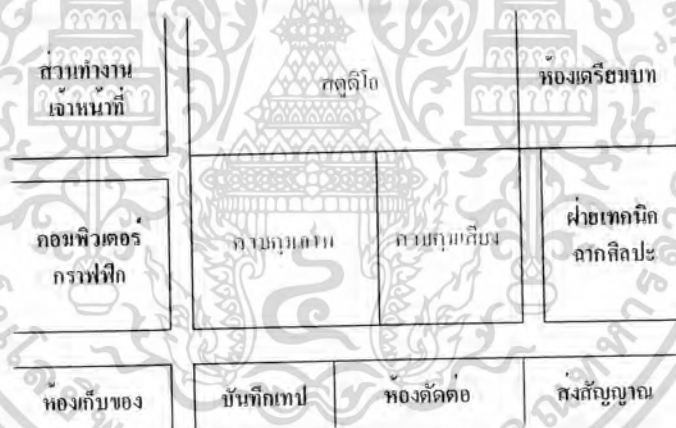 ส่วนทำงาน
เจ้าหน้าที่
สตูดิโอ
ห้องเตรียมบท
คอมพิวเตอร์
กราฟฟิก
ควบคุมภาพ
ควบคุมเสียง
ฝ่ายเทคนิค
ฉากศิลปะ
ห้องเก็บของ
บันทึกเทป
ห้องตัดต่อ
ส่งสัญญาณ